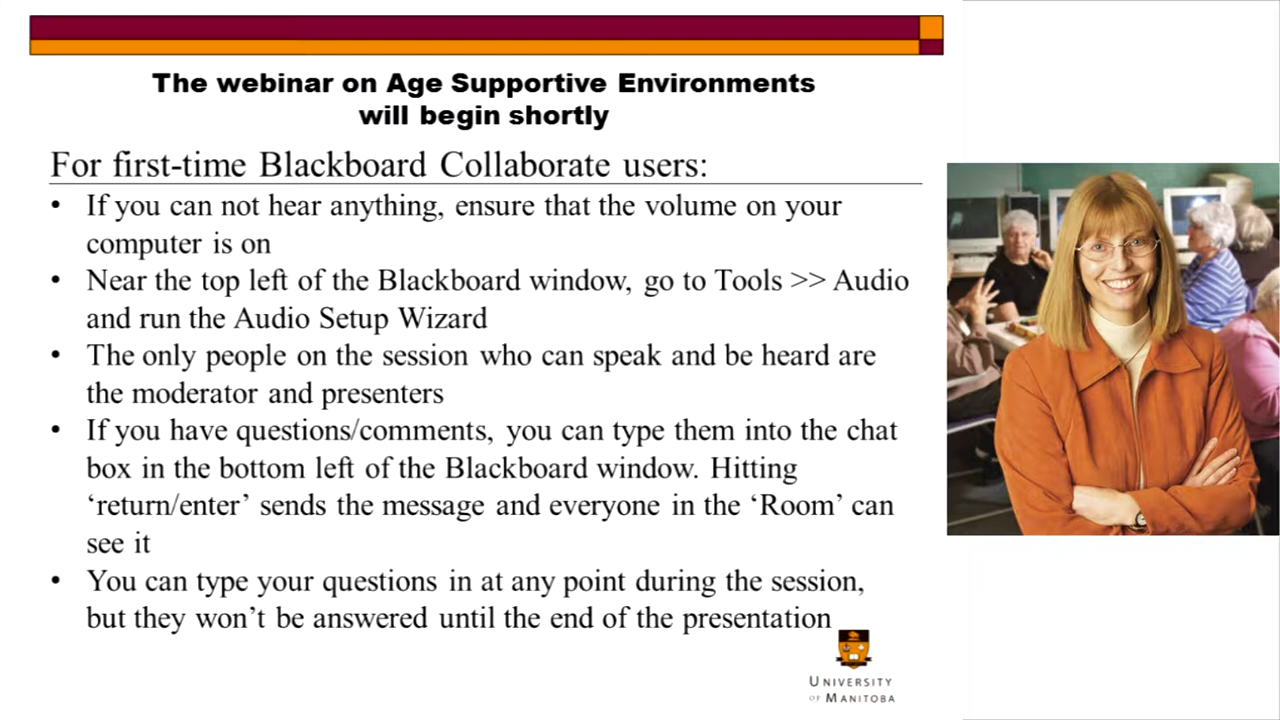 The webinar on Age Supportive Environments
will begin shortly
For first-time Blackboard Collaborate users:
• If you can not hear anything, ensure that the volume on your
computer is on
• Near the top left of the Blackboard window, go to Tools >> Audio
and run the Audio Setup Wizard
• The only people on the session who can speak and be heard are
the moderator and presenters
• If you have questions/comments, you can type them into the chat
box in the bottom left of the Blackboard window. Hitting
‘return/enter’ sends the message and everyone in the ‘Room’ can
see it
• You can type your questions in at any point during the session,
but they won’t be answered until the end of the presentation
UNIVERSITY
OF MANITOBA